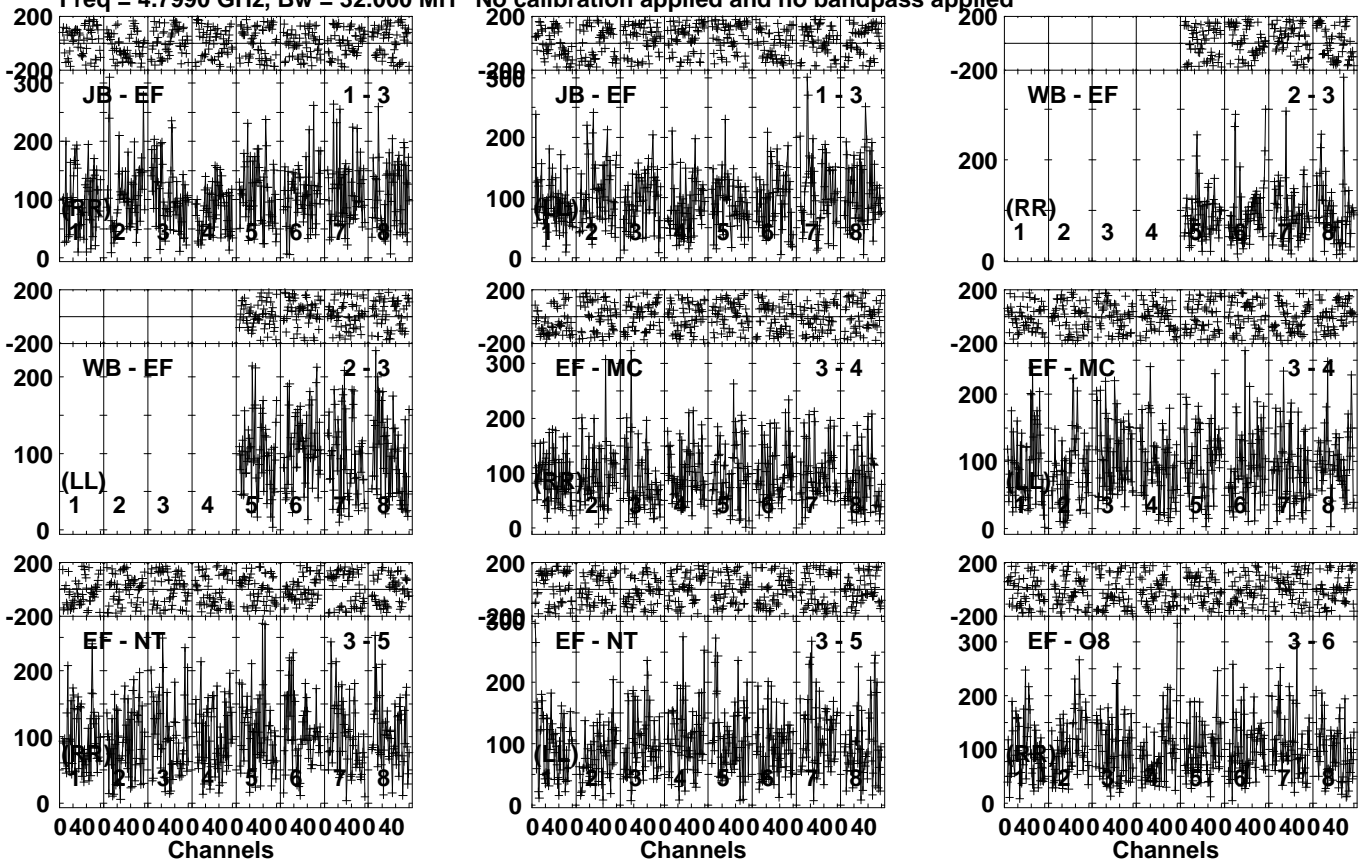 Freq = 4.7990 GHz, Bw = 32.000 MH No calibration applied and no bandpass applied
200 200 200
-200 -200 -200
300 JB - EF 1 - 3 300 JB - EF 1 - 3 WB - EF 2 - 3
200 200 200
100 100
(RR) (LL) (RR)
1 2 3 4 5 6 7 8 1 2 3 4 5 6 7 8 1 2 3 4 5 6 7 8
0 0 0
200 200 200
-200 -200 -200
200 WB - EF 2 - 3 300 EF - MC 3 - 4 EF - MC 3 - 4
200 200
100 100 100
(LL) (RR) (LL)
1 2 3 4 5 6 7 8 1 2 3 4 5 6 7 8 1 2 3 4 5 6 7 8
0 0 0
200 200 200
-200 -200 -200
EF - NT 3 - 5 300 EF - NT 3 - 5 300 EF - O8 3 - 6
200 200 200
100 100 100
(RR) (LL) (RR)
1 2 3 4 5 6 7 8 1 2 3 4 5 6 7 8 1 2 3 4 5 6 7 8
0 0 0
0 40 0 40 0 40 0 40 0 40 0 40 0 40 0 40 0 40 0 40 0 40 0 40 0 40 0 40 0 40 0 40 0 40 0 40 0 40 0 40 0 40 0 40 0 40 0 40
Channels Channels Channels